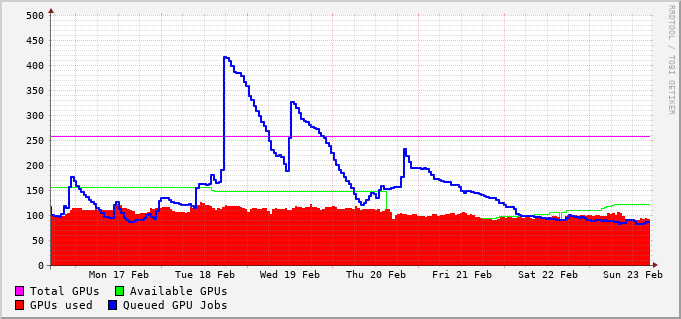 500
450
400
350
300
250
200
150
100
50
0
Mon 17 Feb Tue 18 Feb Wed 19 Feb Thu 20 Feb Fri 21 Feb Sat 22 Feb Sun 23 Feb
Total GPUs Available GPUs
GPUs used Queued GPU Jobs
RRDTOOL / TOBI OETIKER